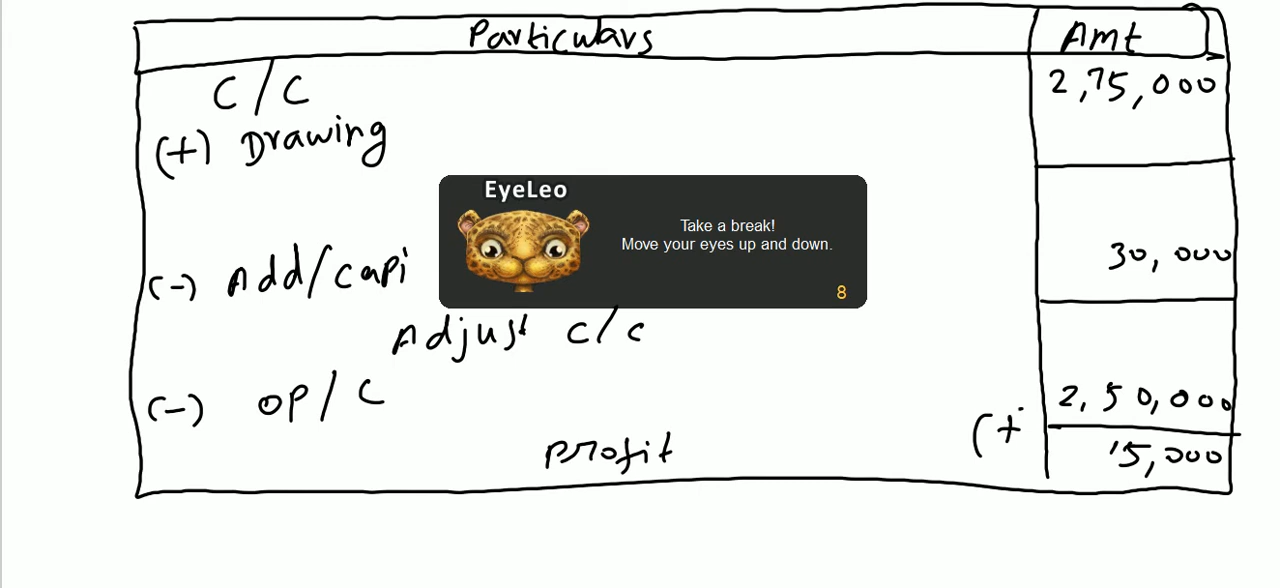 Particulars Amt
C/C 2,75,000
(+) Drawing
EyeLeo
Take a break!
Move your eyes up and down.
8
(-) Add/capi 30,000
Adjust C/C
(-) OP/C 2,50,000
(+
Profit 15,000